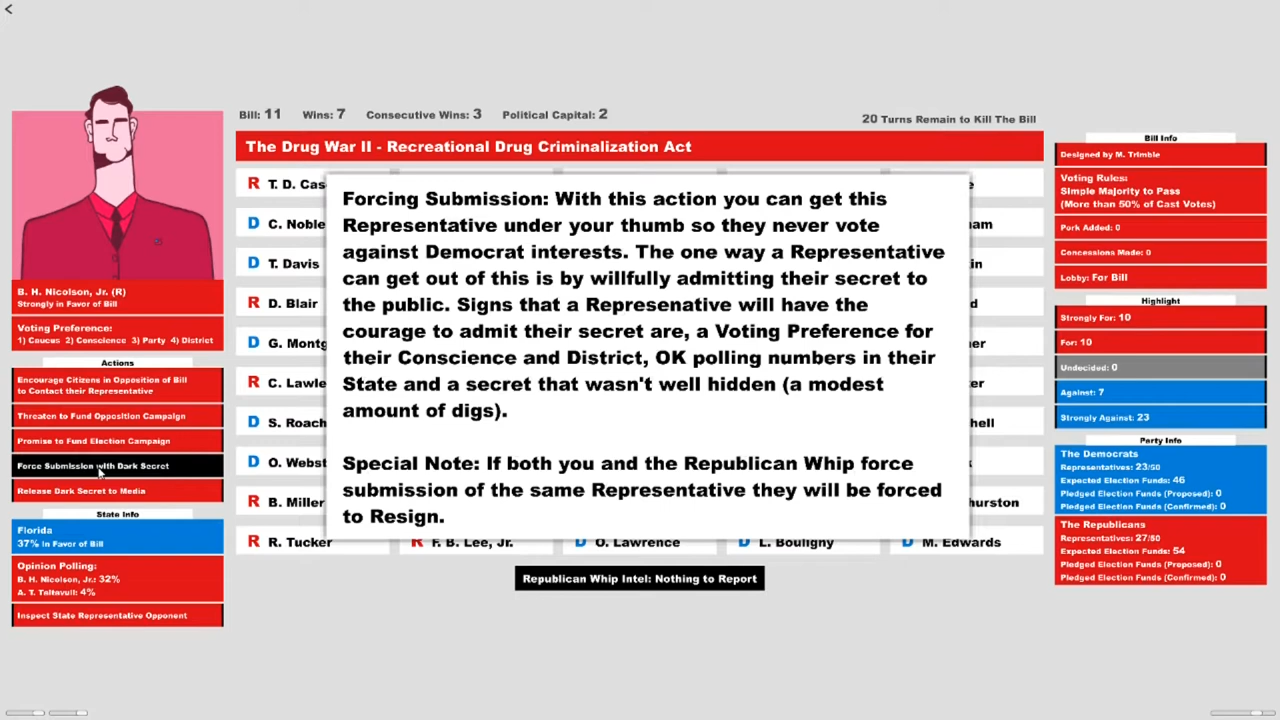 <
Bill: 11 Wins: 7 Consecutive Wins: 3 Political Capital: 2
20 Turns Remain to Kill The Bill
The Drug War II - Recreational Drug Criminalization Act
B. H. Nicolson, Jr. (R)
Strongly in Favor of Bill
Voting Preference:
1) Caucus 2) Conscience 3) Party 4) District
Actions
Encourage Citizens in Opposition of Bill
to Contact their Representative
Threaten to Fund Opposition Campaign
Promise to Fund Election Campaign
Force Submission with Dark Secret
Release Dark Secret to Media
State Info
Florida
37% in Favor of Bill
Opinion Polling:
B. H. Nicolson, Jr.: 32%
A. T. Taltavull: 4%
Inspect State Representative Opponent
R T. D. Cas
D C. Noble
D T. Davis
R D. Blair
D G. Montg
R C. Lawle
D S. Roach
D O. Webst
R B. Miller
R R. Tucker
R F. B. Lee, Jr.
D O. Lawrence
D L. Bouligny
D M. Edwards
e
am
in
d
her
ter
hell
k
hurston
Forcing Submission: With this action you can get this
Representative under your thumb so they never vote
against Democrat interests. The one way a Representative
can get out of this is by willfully admitting their secret to
the public. Signs that a Represenative will have the
courage to admit their secret are, a Voting Preference for
their Conscience and District, OK polling numbers in their
State and a secret that wasn't well hidden (a modest
amount of digs).
Special Note: If both you and the Republican Whip force
submission of the same Representative they will be forced
to Resign.
Republican Whip Intel: Nothing to Report
Bill Info
Designed by M. Trimble
Voting Rules:
Simple Majority to Pass
(More than 50% of Cast Votes)
Pork Added: 0
Concessions Made: 0
Lobby: For Bill
Highlight
Strongly For: 10
For: 10
Undecided: 0
Against: 7
Strongly Against: 23
Party Info
The Democrats
Representatives: 23/50
Expected Election Funds: 46
Pledged Election Funds (Proposed): 0
Pledged Election Funds (Confirmed): 0
The Republicans
Representatives: 27/50
Expected Election Funds: 54
Pledged Election Funds (Proposed): 0
Pledged Election Funds (Confirmed): 0